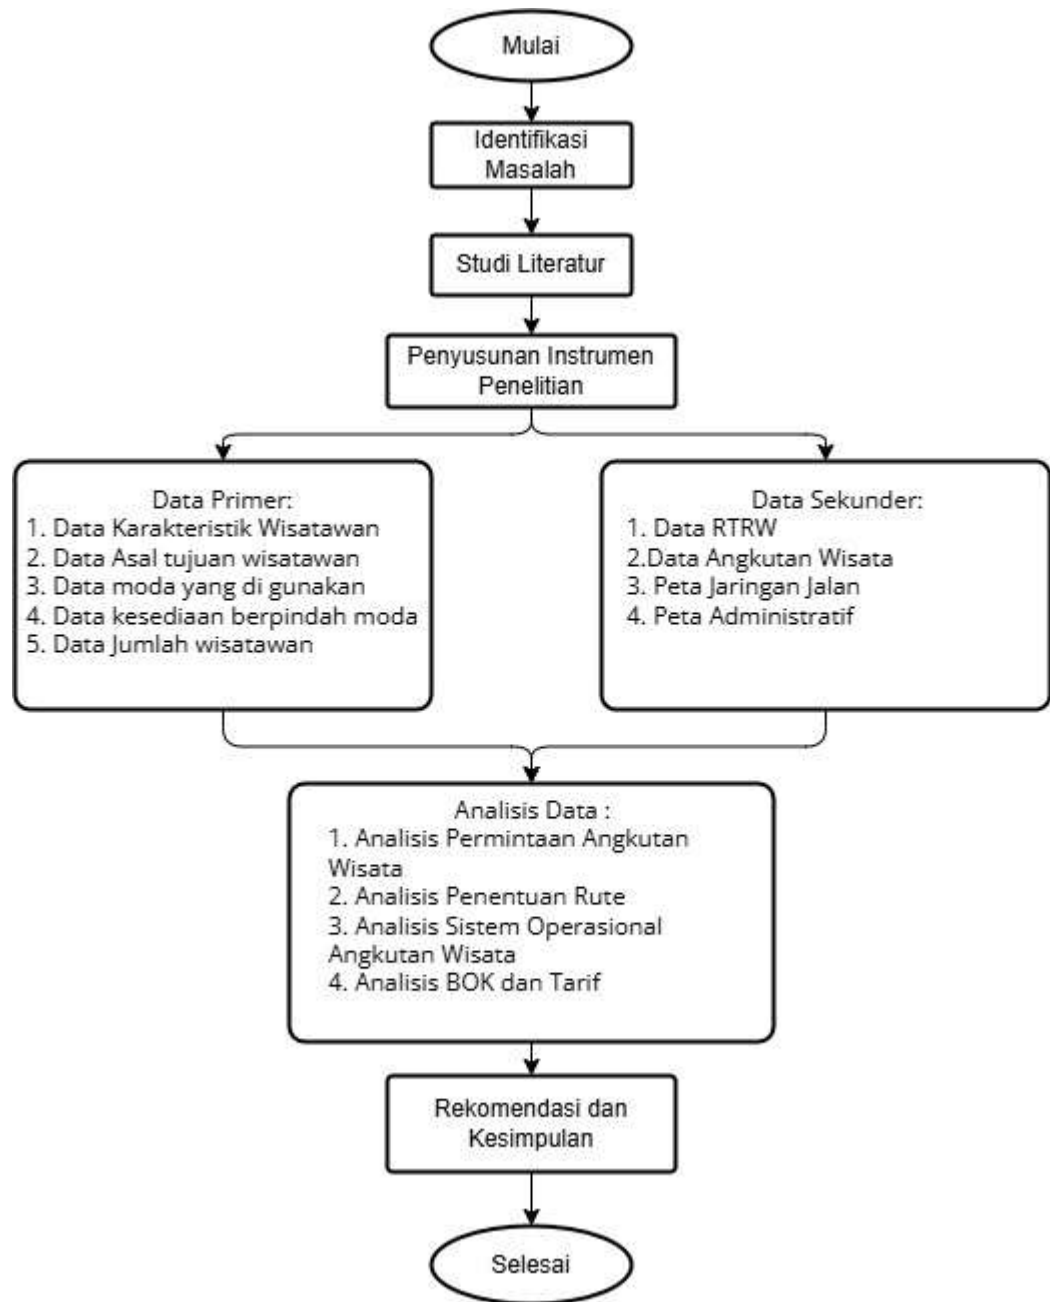 Mulai
Identifikasi
Masalah
Studi Literatur
Penyusunan Instrumen
Penelitian
Data Primer:
1. Data Karakteristik Wisatawan
2. Data Asal tujuan wisatawan
3. Data moda yang di gunakan
4. Data kesediaan berpindah moda
5. Data Jumlah wisatawan
Data Sekunder:
1. Data RTRW
2.Data Angkutan Wisata
3. Peta Jaringan Jalan
4. Peta Administratif
Analisis Data :
1. Analisis Permintaan Angkutan
Wisata
2. Analisis Penentuan Rute
3. Analisis Sistem Operasional
Angkutan Wisata
4. Analisis BOK dan Tarif
Rekomendasi dan
Kesimpulan
Selesai